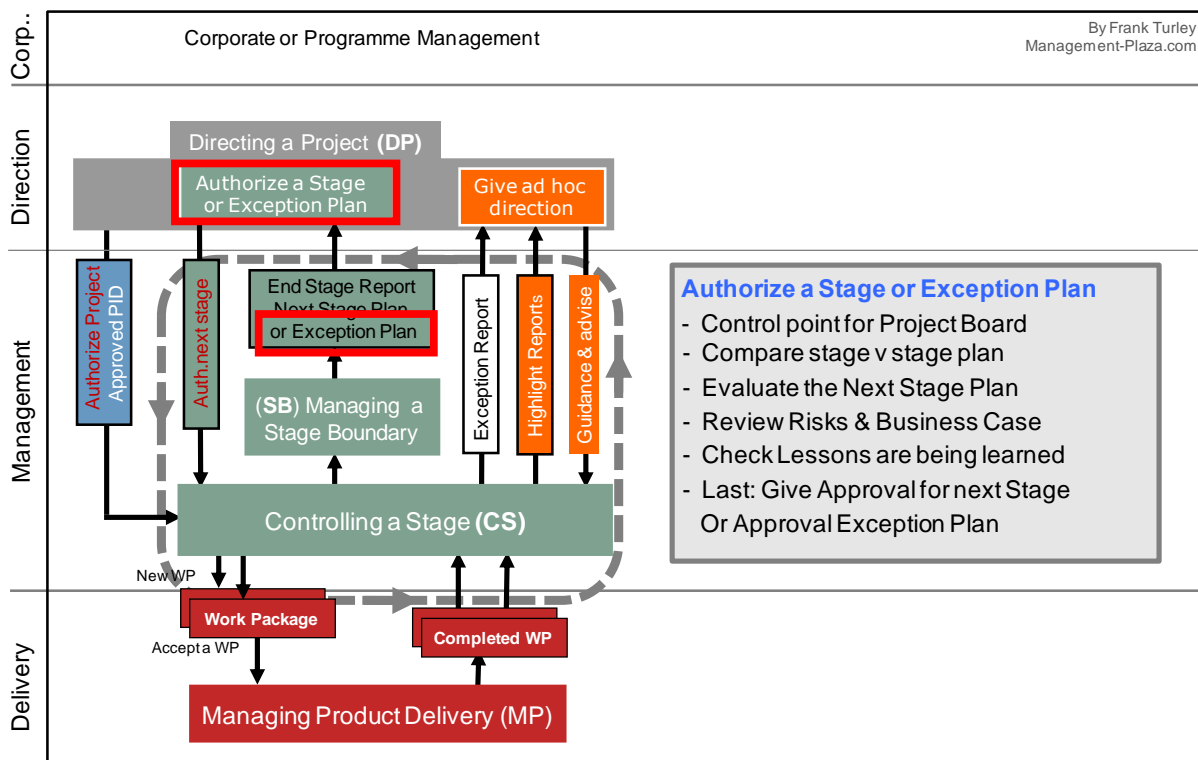 Corp..
Corporate or Programme Management
By Frank Turley
Management-Plaza.com
Direction
Directing a Project (DP)
Authorize a Stage
or Exception Plan
Give ad hoc
direction
Management
Authorize Project
Approved PID
Auth.next stage
End Stage Report
Next Stage Plan
or Exception Plan
(SB) Managing a
Stage Boundary
Exception Report
Highlight Reports
Guidance & advise
Controlling a Stage (CS)
Authorize a Stage or Exception Plan
- Control point for Project Board
- Compare stage v stage plan
- Evaluate the Next Stage Plan
- Review Risks & Business Case
- Check Lessons are being learned
- Last: Give Approval for next Stage
Or Approval Exception Plan
Delivery
New WP
Work Package
Accept a WP
Completed WP
Managing Product Delivery (MP)